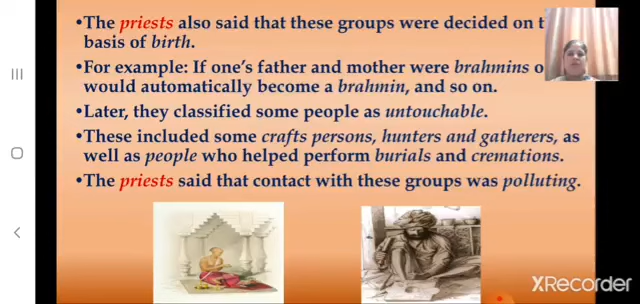 • The priests also said that these groups were decided on
basis of birth.
• For example: If one's father and mother were brahmins
would automatically become a brahmin, and so on.
• Later, they classified some people as untouchable.
• These included some crafts persons, hunters and gatherers, as
well as people who helped perform burials and cremations.
• The priests said that contact with these groups was polluting.
XRecorder